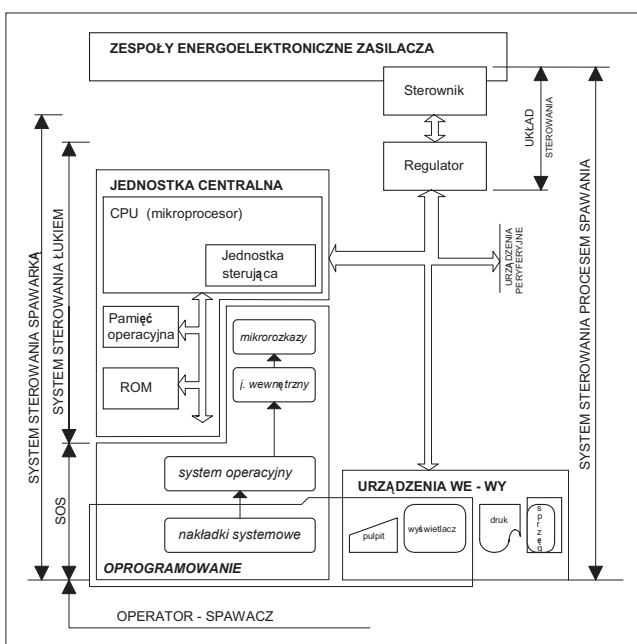 ZESPOŁY ENERGOELEKTRONICZNE ZASILACZA
Sterownik
UKŁAD
STEROWANIA
Regulator
JEDNOSTKA CENTRALNA
CPU (mikroprocesor)
Jednostka
sterująca
URZĄDZENIA
PERYFERYJNE
Pamięć
operacyjna
mikrorozkazy
ROM
j. wewnętrzny
SYSTEM STEROWANIA SPAWARKĄ
SYSTEM STEROWANIA ŁUKIEM
SYSTEM STEROWANIA PROCESEM SPAWANIA
SOS
system operacyjny
nakładki systemowe
OPROGRAMOWANIE
URZĄDZENIA WE - WY
pulpit
wyświetlacz
druk
sprzęg
OPERATOR - SPAWACZ